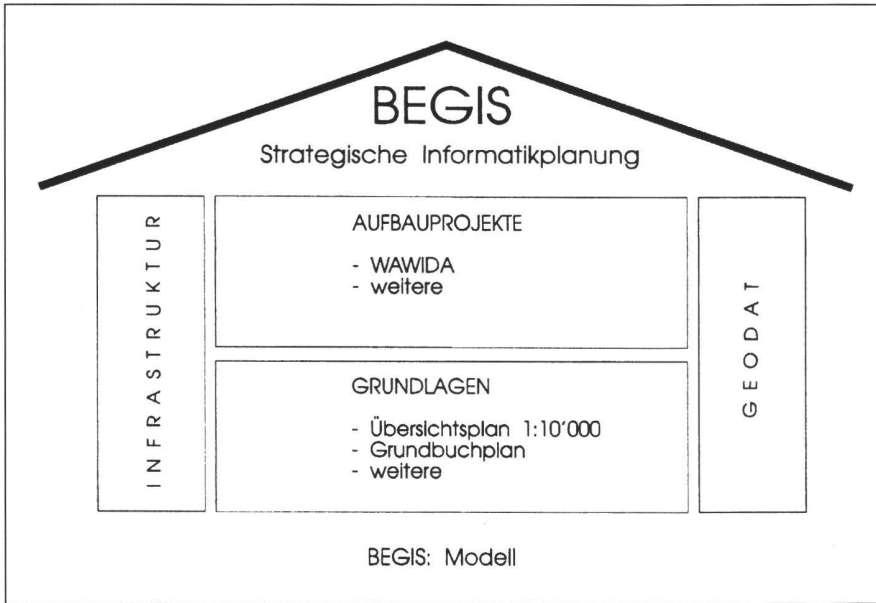 BEGIS
Strategische Informatikplanung
INFRASTRUKTUR
AUFBAUPROJEKTE
- WAWIDA
- weitere
GRUNDLAGEN
- Übersichtsplan 1:10'000
- Grundbuchplan
- weitere
GEODAT
BEGIS: Modell